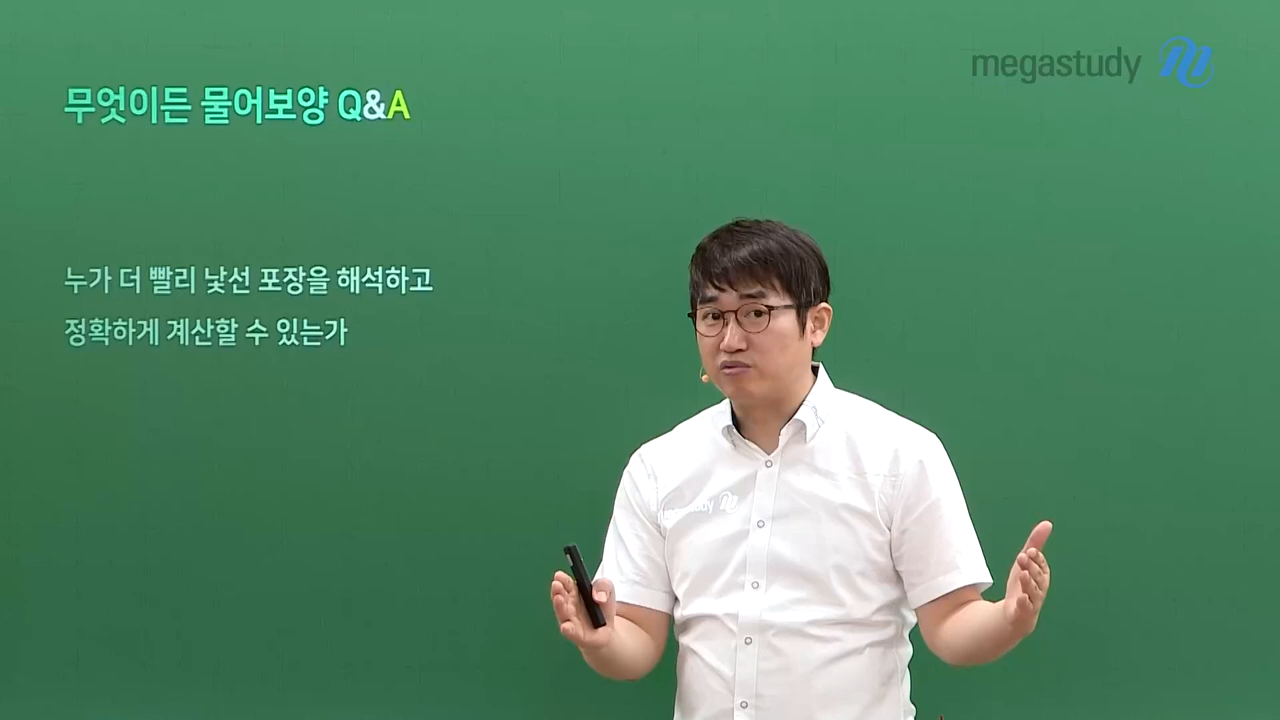 megastudy
무엇이든 물어보양 Q&A
누가 더 빨리 낯선 포장을 해석하고
정확하게 계산할 수 있는가